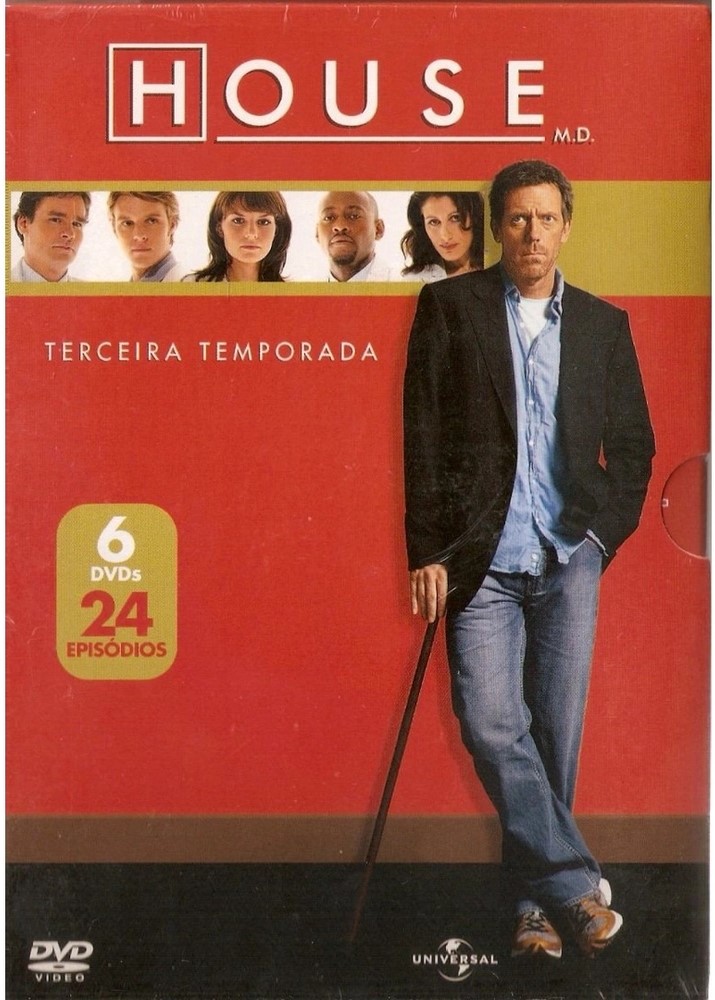 HOUSE
M.D.
TERCEIRA TEMPORADA
6
DVDs
24
EPISÓDIOS
DVD
VIDEO
UNIVERSAL